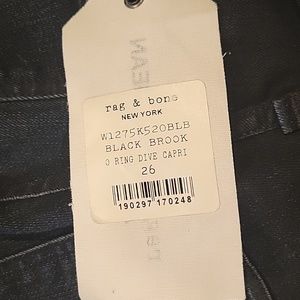 rag & bone
NEW YORK
W1275K520BLB
BLACK BROOK
O RING DIVE CAPRI
26
190297 170248